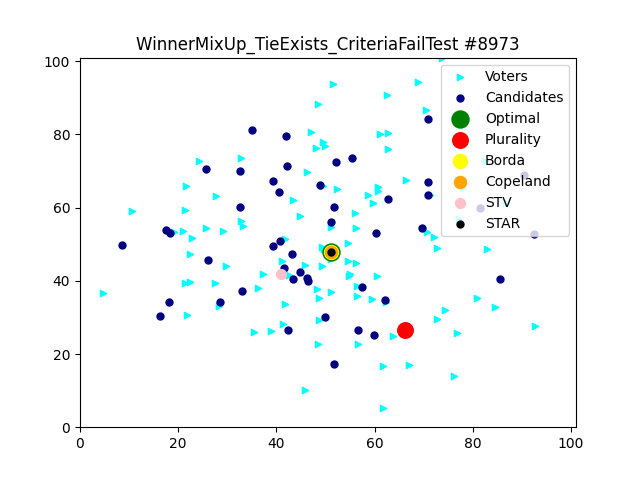 WinnerMixUp_TieExists_CriteriaFailTest #8973
100
80
60
40
20
0
0 20 40 60 80 100
Voters
Candidates
Optimal
Plurality
Borda
Copeland
STV
STAR